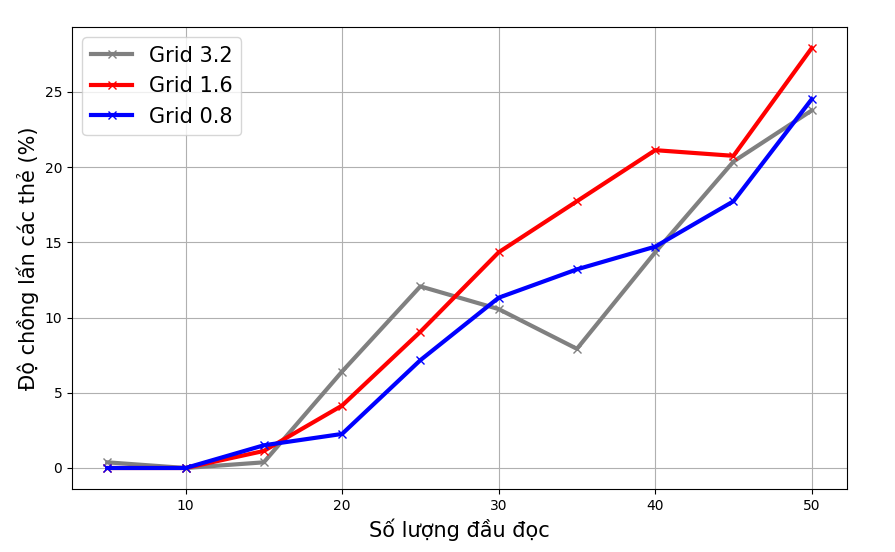 Grid 3.2
Grid 1.6
Grid 0.8
Độ chồng lấn các thẻ (%)
25
20
15
10
5
0
10 20 30 40 50
Số lượng đầu đọc